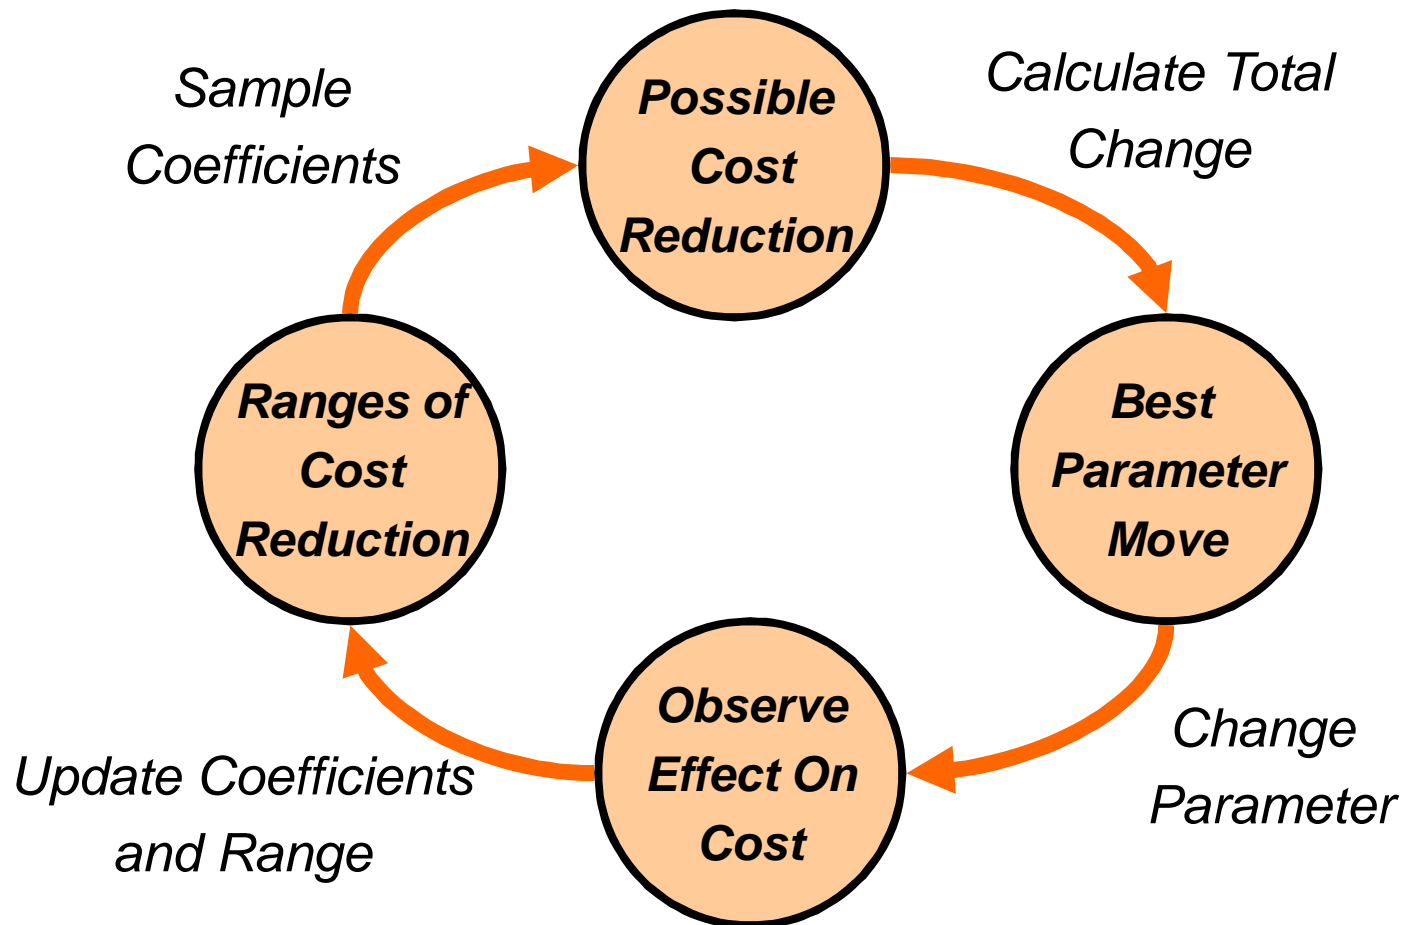 Sample
Coefficients
Possible
Cost
Reduction
Calculate Total
Change
Ranges of
Cost
Reduction
Best
Parameter
Move
Observe
Effect On
Cost
Change
Parameter
Update Coefficients
and Range